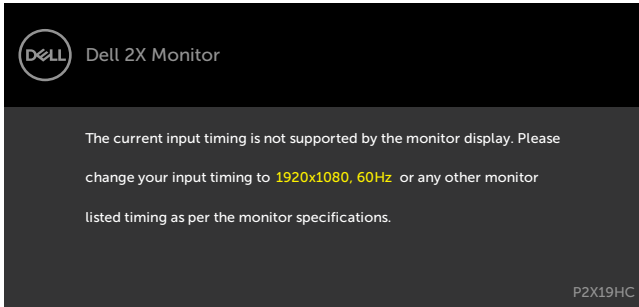 DELL
Dell 2X Monitor
The current input timing is not supported by the monitor display. Please
change your input timing to 1920x1080, 60Hz or any other monitor
listed timing as per the monitor specifications.
P2X19HC